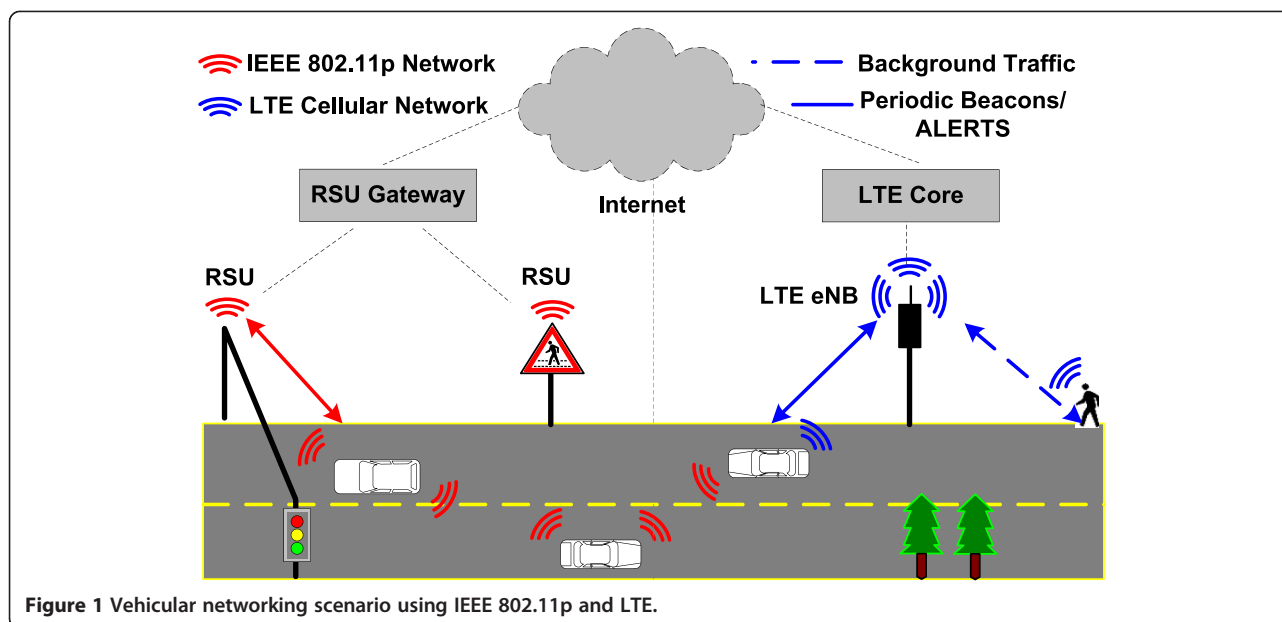 IEEE 802.11p Network
LTE Cellular Network
Background Traffic
Periodic Beacons/
ALERTS
RSU Gateway
Internet
LTE Core
RSU
RSU
LTE eNB
Figure 1 Vehicular networking scenario using IEEE 802.11p and LTE.